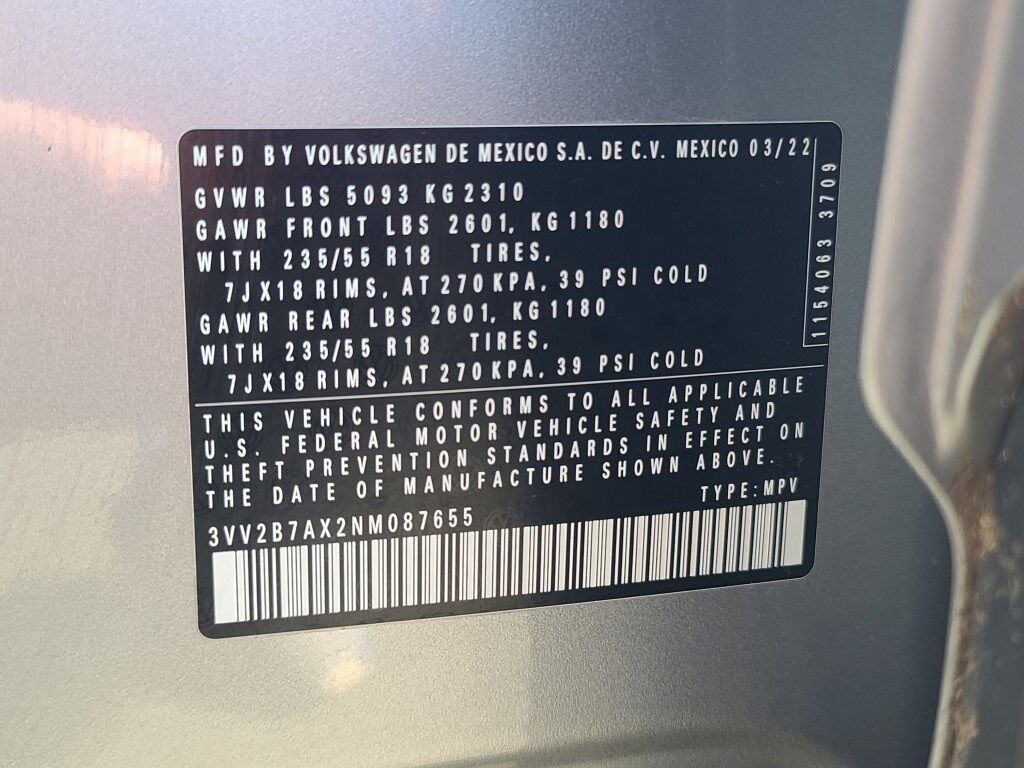 MFD BY VOLKSWAGEN DE MEXICO S.A. DE C.V. MEXICO 03/22
GVWR LBS 5093 KG 2310
GAWR FRONT LBS 2601, KG 1180
WITH 235/55 R18 TIRES,
7J X18 RIMS, AT 270 KPA, 39 PSI COLD
GAWR REAR LBS 2601, KG 1180
WITH 235/55 R18 TIRES,
7J X18 RIMS, AT 270 KPA, 39 PSI COLD
1154063 3709
THIS VEHICLE CONFORMS TO ALL APPLICABLE
U.S. FEDERAL MOTOR VEHICLE SAFETY AND
THEFT PREVENTION STANDARDS IN EFFECT ON
THE DATE OF MANUFACTURE SHOWN ABOVE.
TYPE: MPV
3VV2B7AX2NM087655